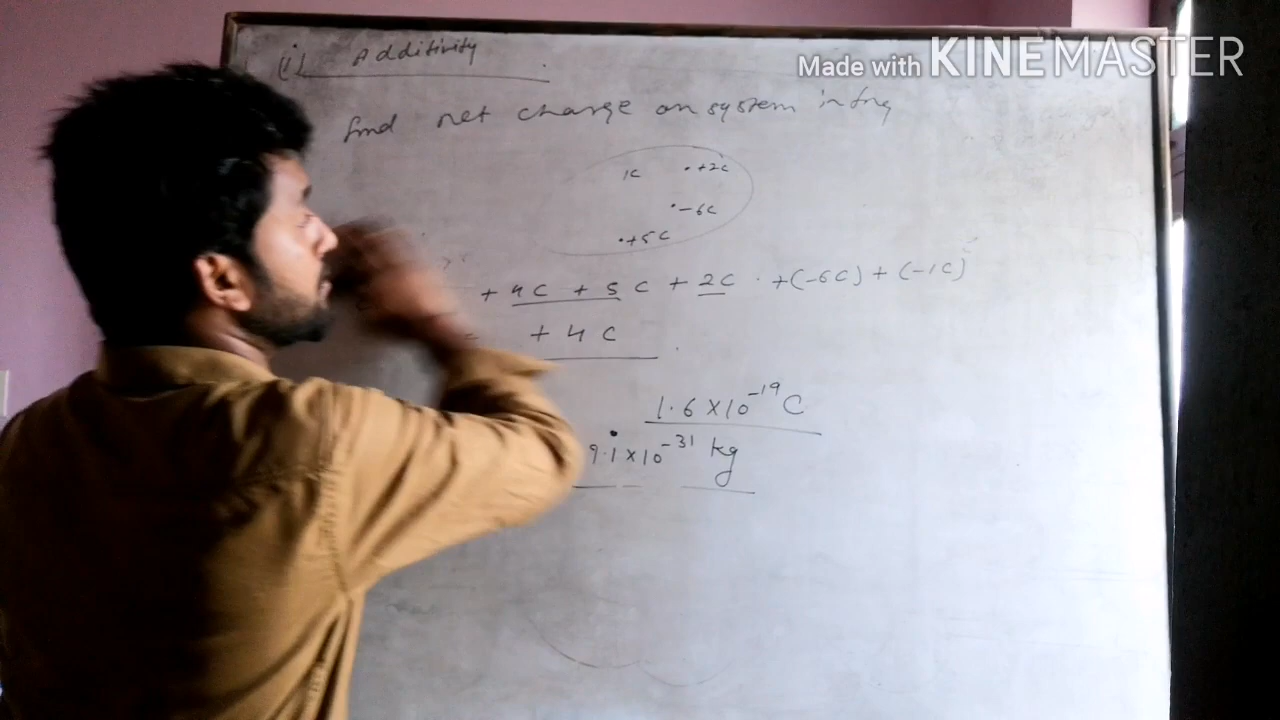 Made with KINEMASTER
(i) Additivity
find net charge on system in fig
1C +2C
-6C
+5C
+ 4C + 5C + 2C + (-6C) + (-1C)
= + 4C
1.6 × 10⁻¹⁹ C
9.1 × 10⁻³¹ kg